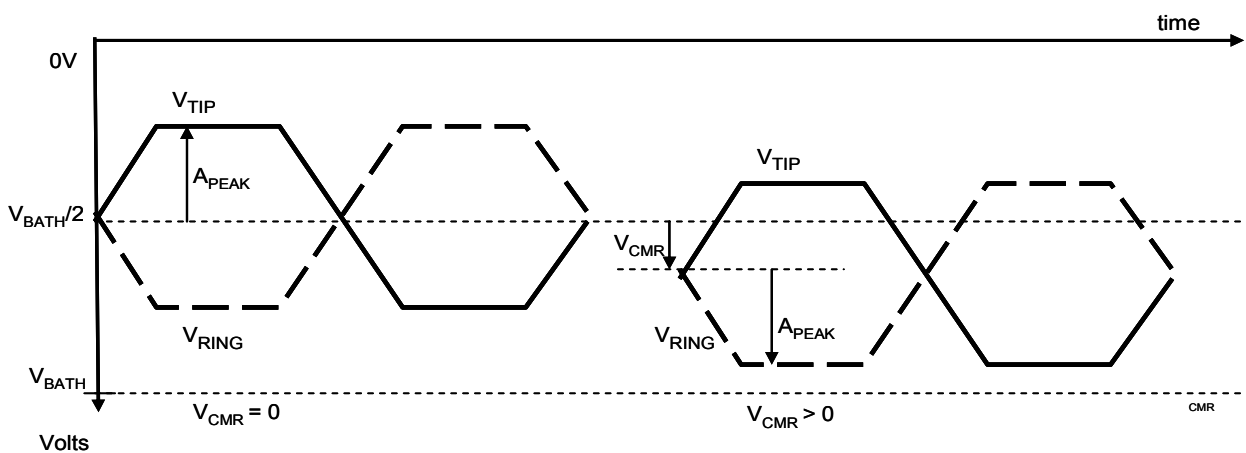 time
0V
VTIP
APEAK
VTIP
VBATH/2
VCMR
VRING
VRING
APEAK
VBATH
VCMR = 0
VCMR > 0
CMR
Volts